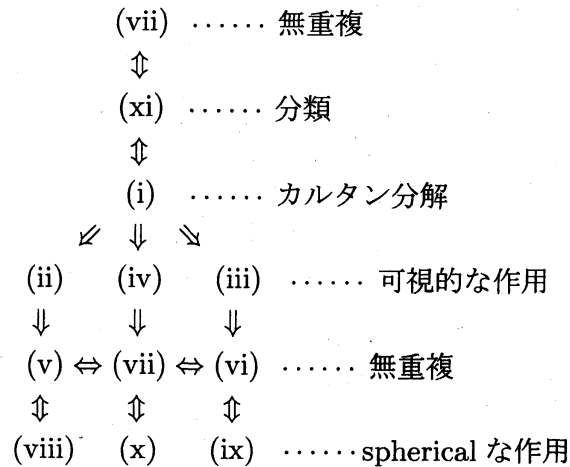 (vii) ⋯⋯ 無重複
⇕
(xi) ⋯⋯ 分類
⇕
(i) ⋯⋯ カルタン分解
⇙ ⇓ ⇘
(ii) (iv) (iii) ⋯⋯ 可視的な作用
⇓ ⇓ ⇓
(v) ⇔ (vii) ⇔ (vi) ⋯⋯ 無重複
⇕ ⇕ ⇕
(viii) (x) (ix) ⋯⋯spherical な作用